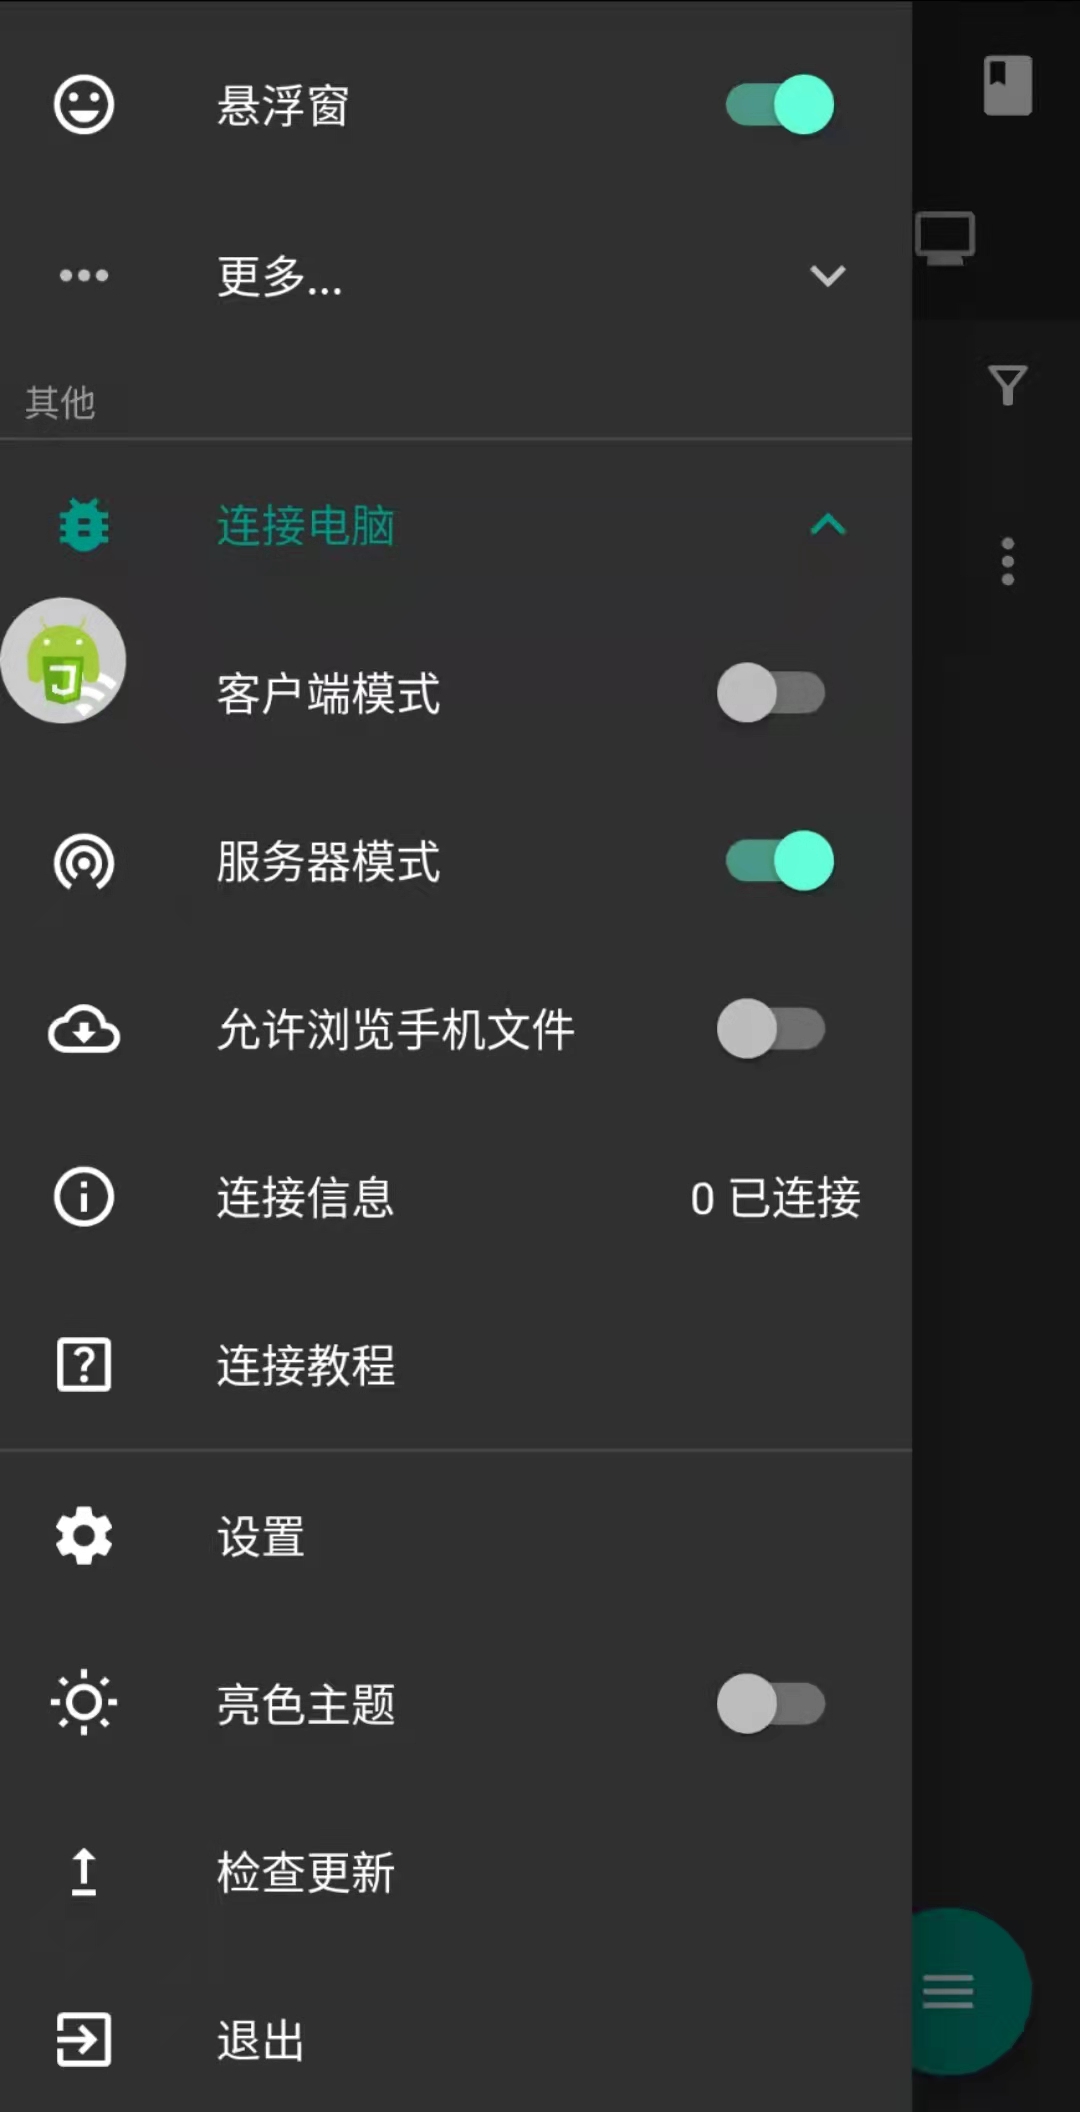 悬浮窗
更多...
其他
连接电脑
客户端模式
服务器模式
允许浏览手机文件
连接信息 0 已连接
连接教程
设置
亮色主题
检查更新
退出